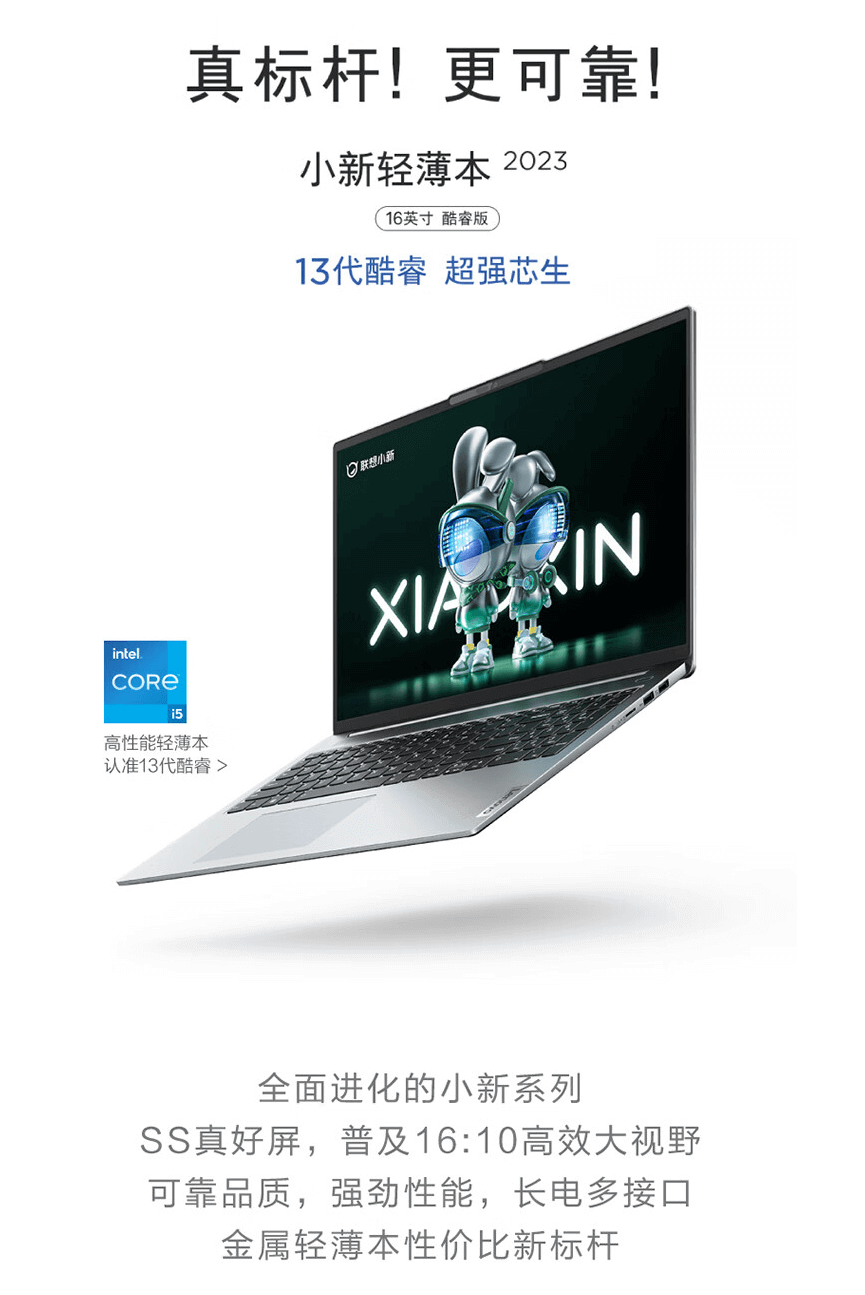 真标杆！更可靠！
小新轻薄本 2023
16英寸 酷睿版
13代酷睿 超强芯生
联想小新
XIAOXIN
intel.
CORE
i5
高性能轻薄本
认准13代酷睿 >
Lenovo
全面进化的小新系列
SS真好屏，普及16:10高效大视野
可靠品质，强劲性能，长电多接口
金属轻薄本性价比新标杆